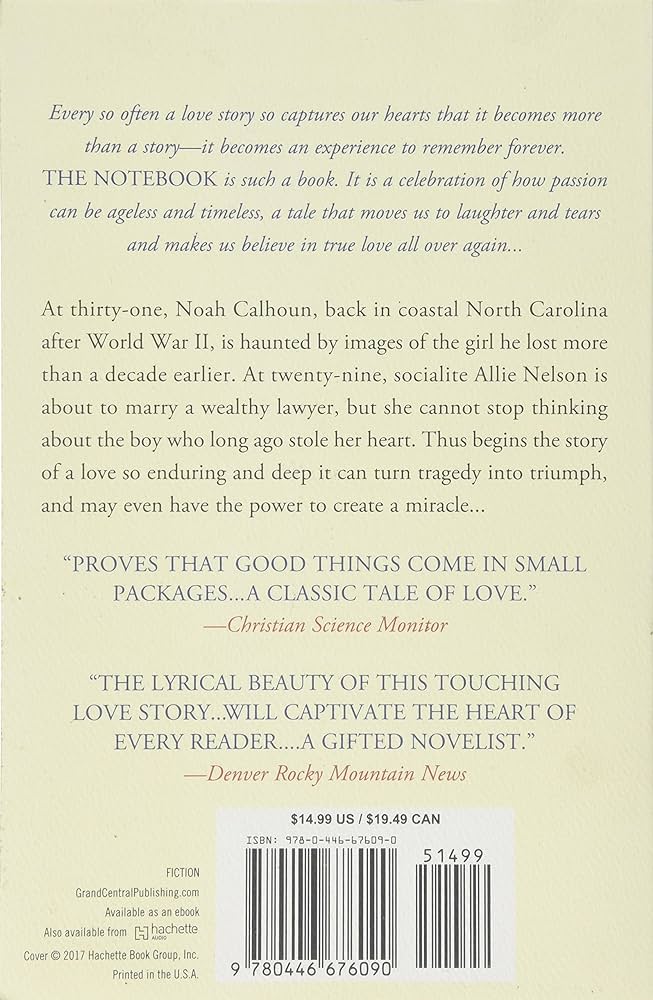 Every so often a love story so captures our hearts that it becomes more
than a story—it becomes an experience to remember forever.
THE NOTEBOOK is such a book. It is a celebration of how passion
can be ageless and timeless, a tale that moves us to laughter and tears
and makes us believe in true love all over again...
At thirty-one, Noah Calhoun, back in coastal North Carolina
after World War II, is haunted by images of the girl he lost more
than a decade earlier. At twenty-nine, socialite Allie Nelson is
about to marry a wealthy lawyer, but she cannot stop thinking
about the boy who long ago stole her heart. Thus begins the story
of a love so enduring and deep it can turn tragedy into triumph,
and may even have the power to create a miracle...
“PROVES THAT GOOD THINGS COME IN SMALL
PACKAGES...A CLASSIC TALE OF LOVE.”
—Christian Science Monitor
“THE LYRICAL BEAUTY OF THIS TOUCHING
LOVE STORY...WILL CAPTIVATE THE HEART OF
EVERY READER....A GIFTED NOVELIST.”
—Denver Rocky Mountain News
$14.99 US / $19.49 CAN
ISBN: 978-0-446-67609-0
51499
9 780446 676090
FICTION
GrandCentralPublishing.com
Available as an ebook
Also available from hachette AUDIO
Cover © 2017 Hachette Book Group, Inc.
Printed in the U.S.A.